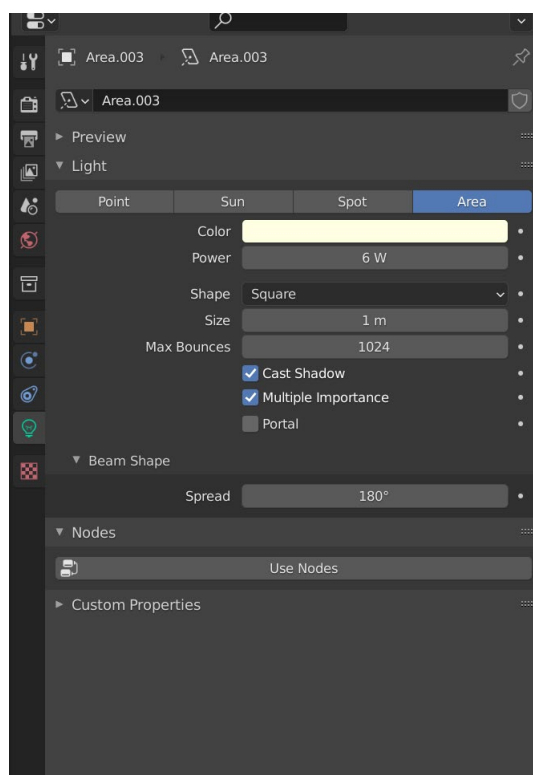 Area.003 Area.003
Area.003
Preview
Light
Point Sun Spot Area
Color
Power 6 W
Shape Square
Size 1 m
Max Bounces 1024
Cast Shadow
Multiple Importance
Portal
Beam Shape
Spread 180°
Nodes
Use Nodes
Custom Properties